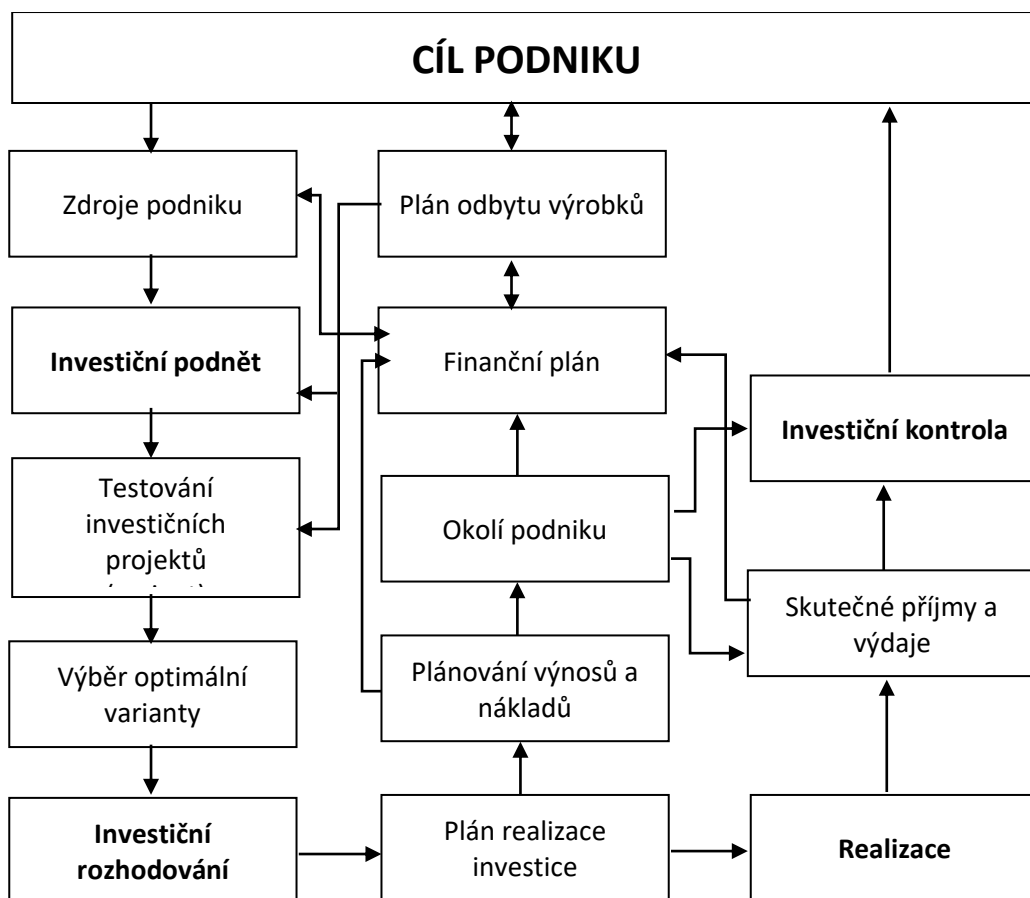 CÍL PODNIKU
Zdroje podniku
Plán odbytu výrobků
Investiční podnět
Finanční plán
Investiční kontrola
Testování
investičních
projektů
Okolí podniku
Skutečné příjmy a
výdaje
Výběr optimální
varianty
Plánování výnosů a
nákladů
Investiční
rozhodování
Plán realizace
investice
Realizace